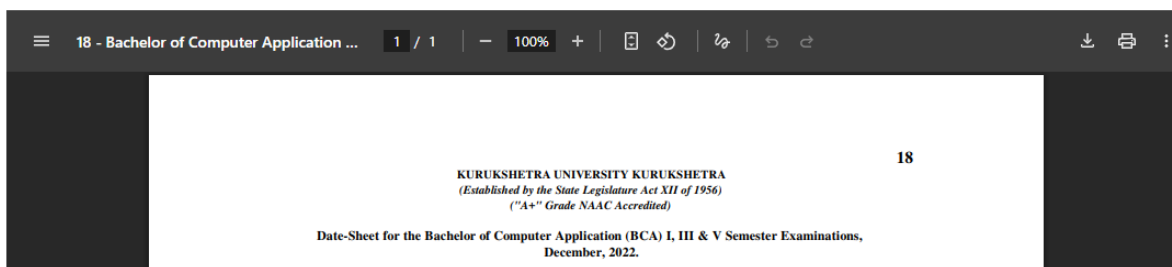 18 - Bachelor of Computer Application ... 1 / 1 100%
18
KURUKSHETRA UNIVERSITY KURUKSHETRA
(Established by the State Legislature Act XII of 1956)
("A+" Grade NAAC Accredited)
Date-Sheet for the Bachelor of Computer Application (BCA) I, III & V Semester Examinations,
December, 2022.